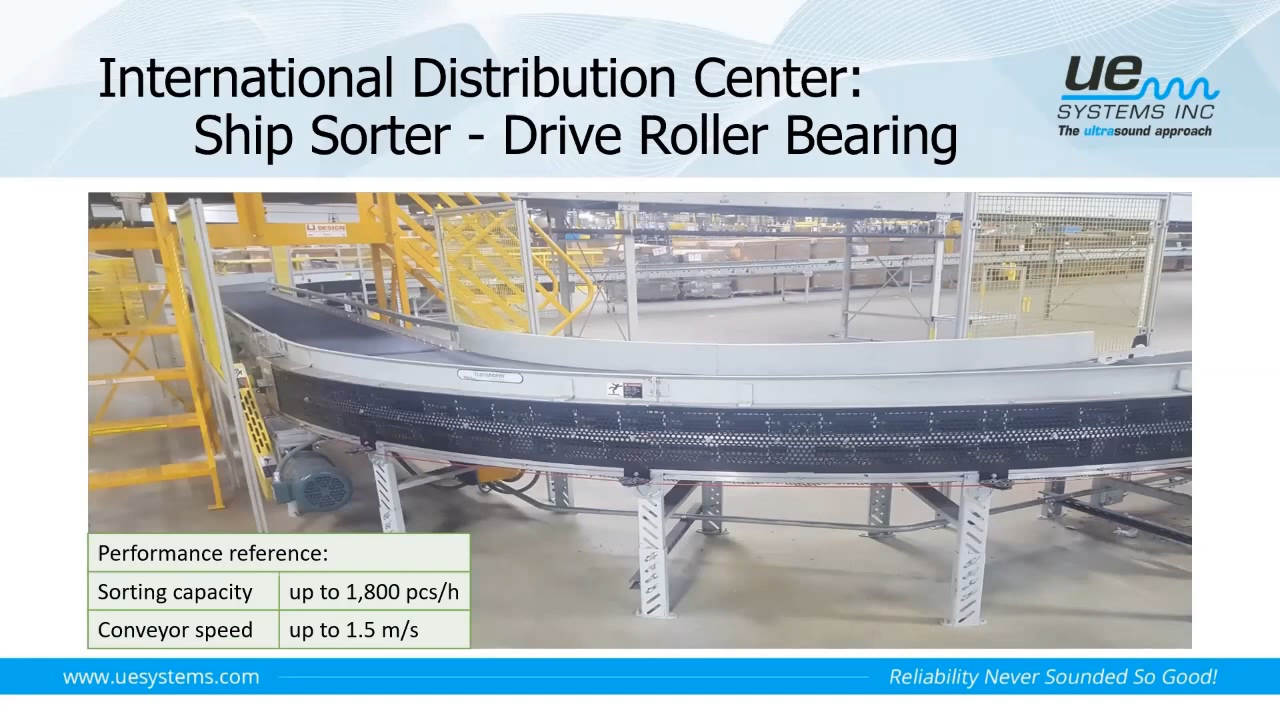 International Distribution Center:
Ship Sorter - Drive Roller Bearing
ue
SYSTEMS INC
The ultrasound approach
DESIGN
Performance reference:
Sorting capacity up to 1,800 pcs/h
Conveyor speed up to 1.5 m/s
www.uesystems.com
Reliability Never Sounded So Good!